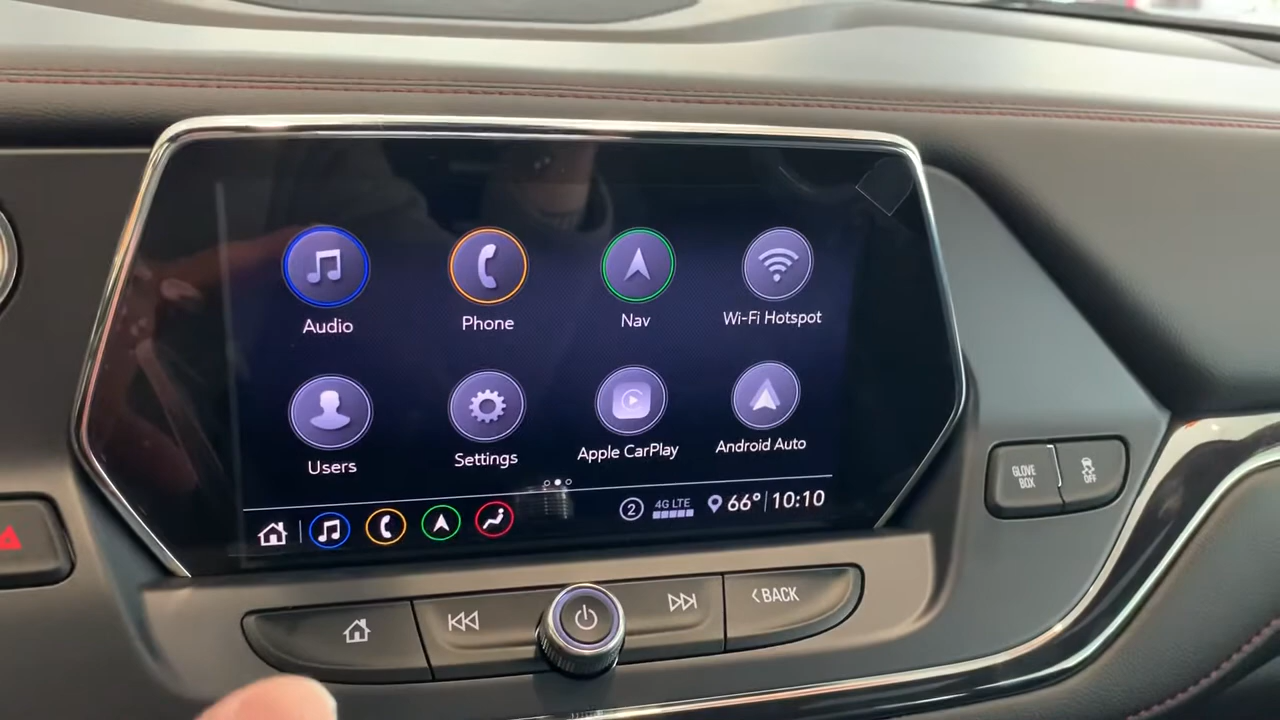 Audio
Phone
Nav
Wi-Fi Hotspot
Users
Settings
Apple CarPlay
Android Auto
2
4G LTE
66°
10:10
GLOVE
BOX
OFF
BACK